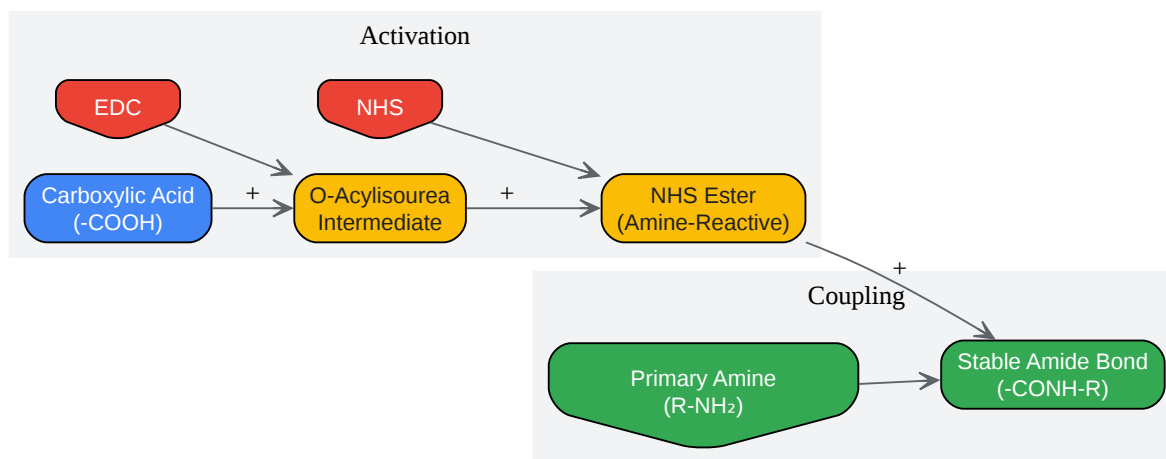 Activation
EDC
NHS
Carboxylic Acid
(-COOH)
+
O-Acylisourea
Intermediate
+
NHS Ester
(Amine-Reactive)
+
Coupling
Primary Amine
(R-NH₂)
Stable Amide Bond
(-CONH-R)